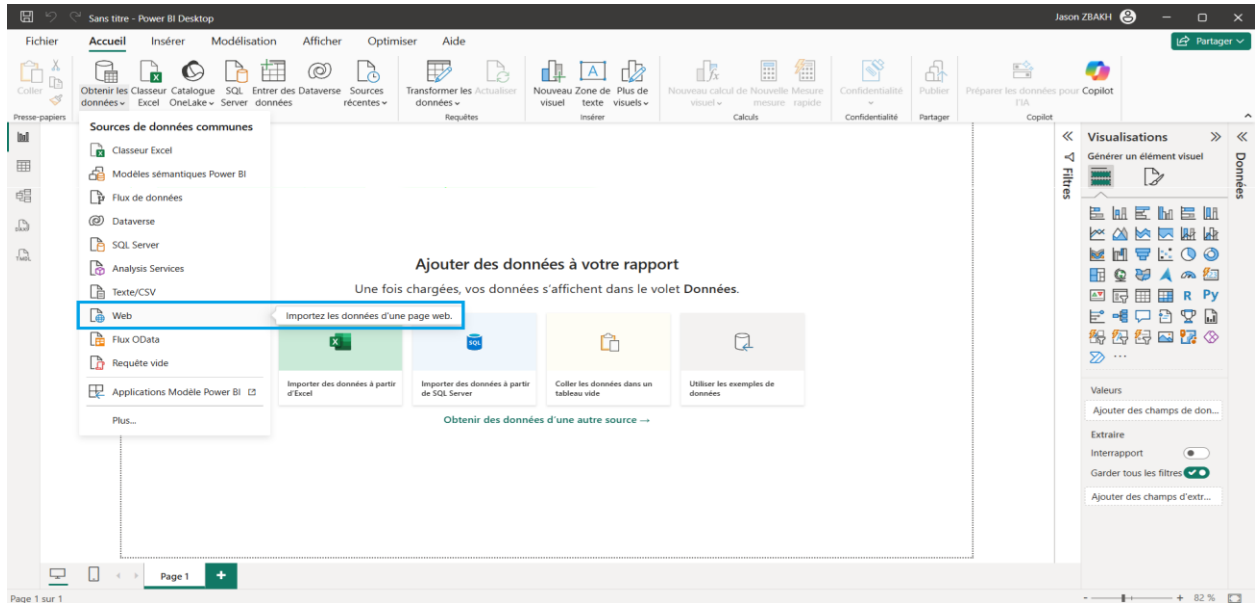 Sans titre - Power BI Desktop
Jason ZBAKH
Fichier Accueil Insérer Modélisation Afficher Optimiser Aide
Partager
Coller
Obtenir les données
Classeur Excel
Catalogue OneLake
SQL Server
Entrer des données
Dataverse
Sources récentes
Transformer les données
Actualiser
Nouveau visuel
Zone de texte
Plus de visuels
Nouveau calcul de visuel
Nouvelle mesure
Mesure rapide
Confidentialité
Publier
Préparer les données pour l'IA
Copilot
Presse-papiers
Requêtes
Insérer
Calculs
Confidentialité
Partager
Copilot
Sources de données communes
Classeur Excel
Modèles sémantiques Power BI
Flux de données
Dataverse
SQL Server
Analysis Services
Texte/CSV
Web
Importez les données d'une page web.
Flux OData
Requête vide
Applications Modèle Power BI
Plus...
Ajouter des données à votre rapport
Une fois chargées, vos données s'affichent dans le volet Données.
SQL
Importer des données à partir
d'Excel
Importer des données à partir
de SQL Server
Coller les données dans un
tableau vide
Utiliser les exemples de
données
Obtenir des données d'une autre source →
Filtres
Visualisations
Générer un élément visuel
R Py
123
Valeurs
Ajouter des champs de don...
Extraire
Interrapport
Garder tous les filtres
Ajouter des champs d'extr...
Données
TMDL
Page 1
Page 1 sur 1
82 %